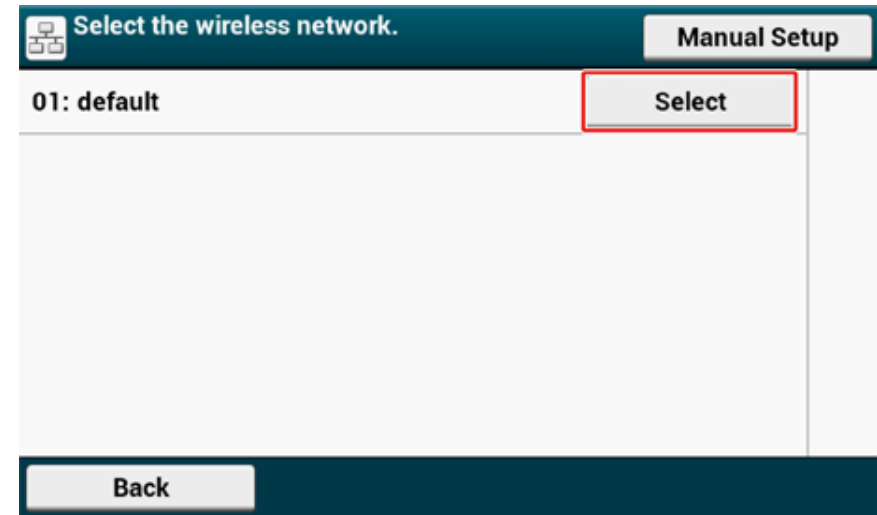 Select the wireless network.
Manual Setup
01: default
Select
Back